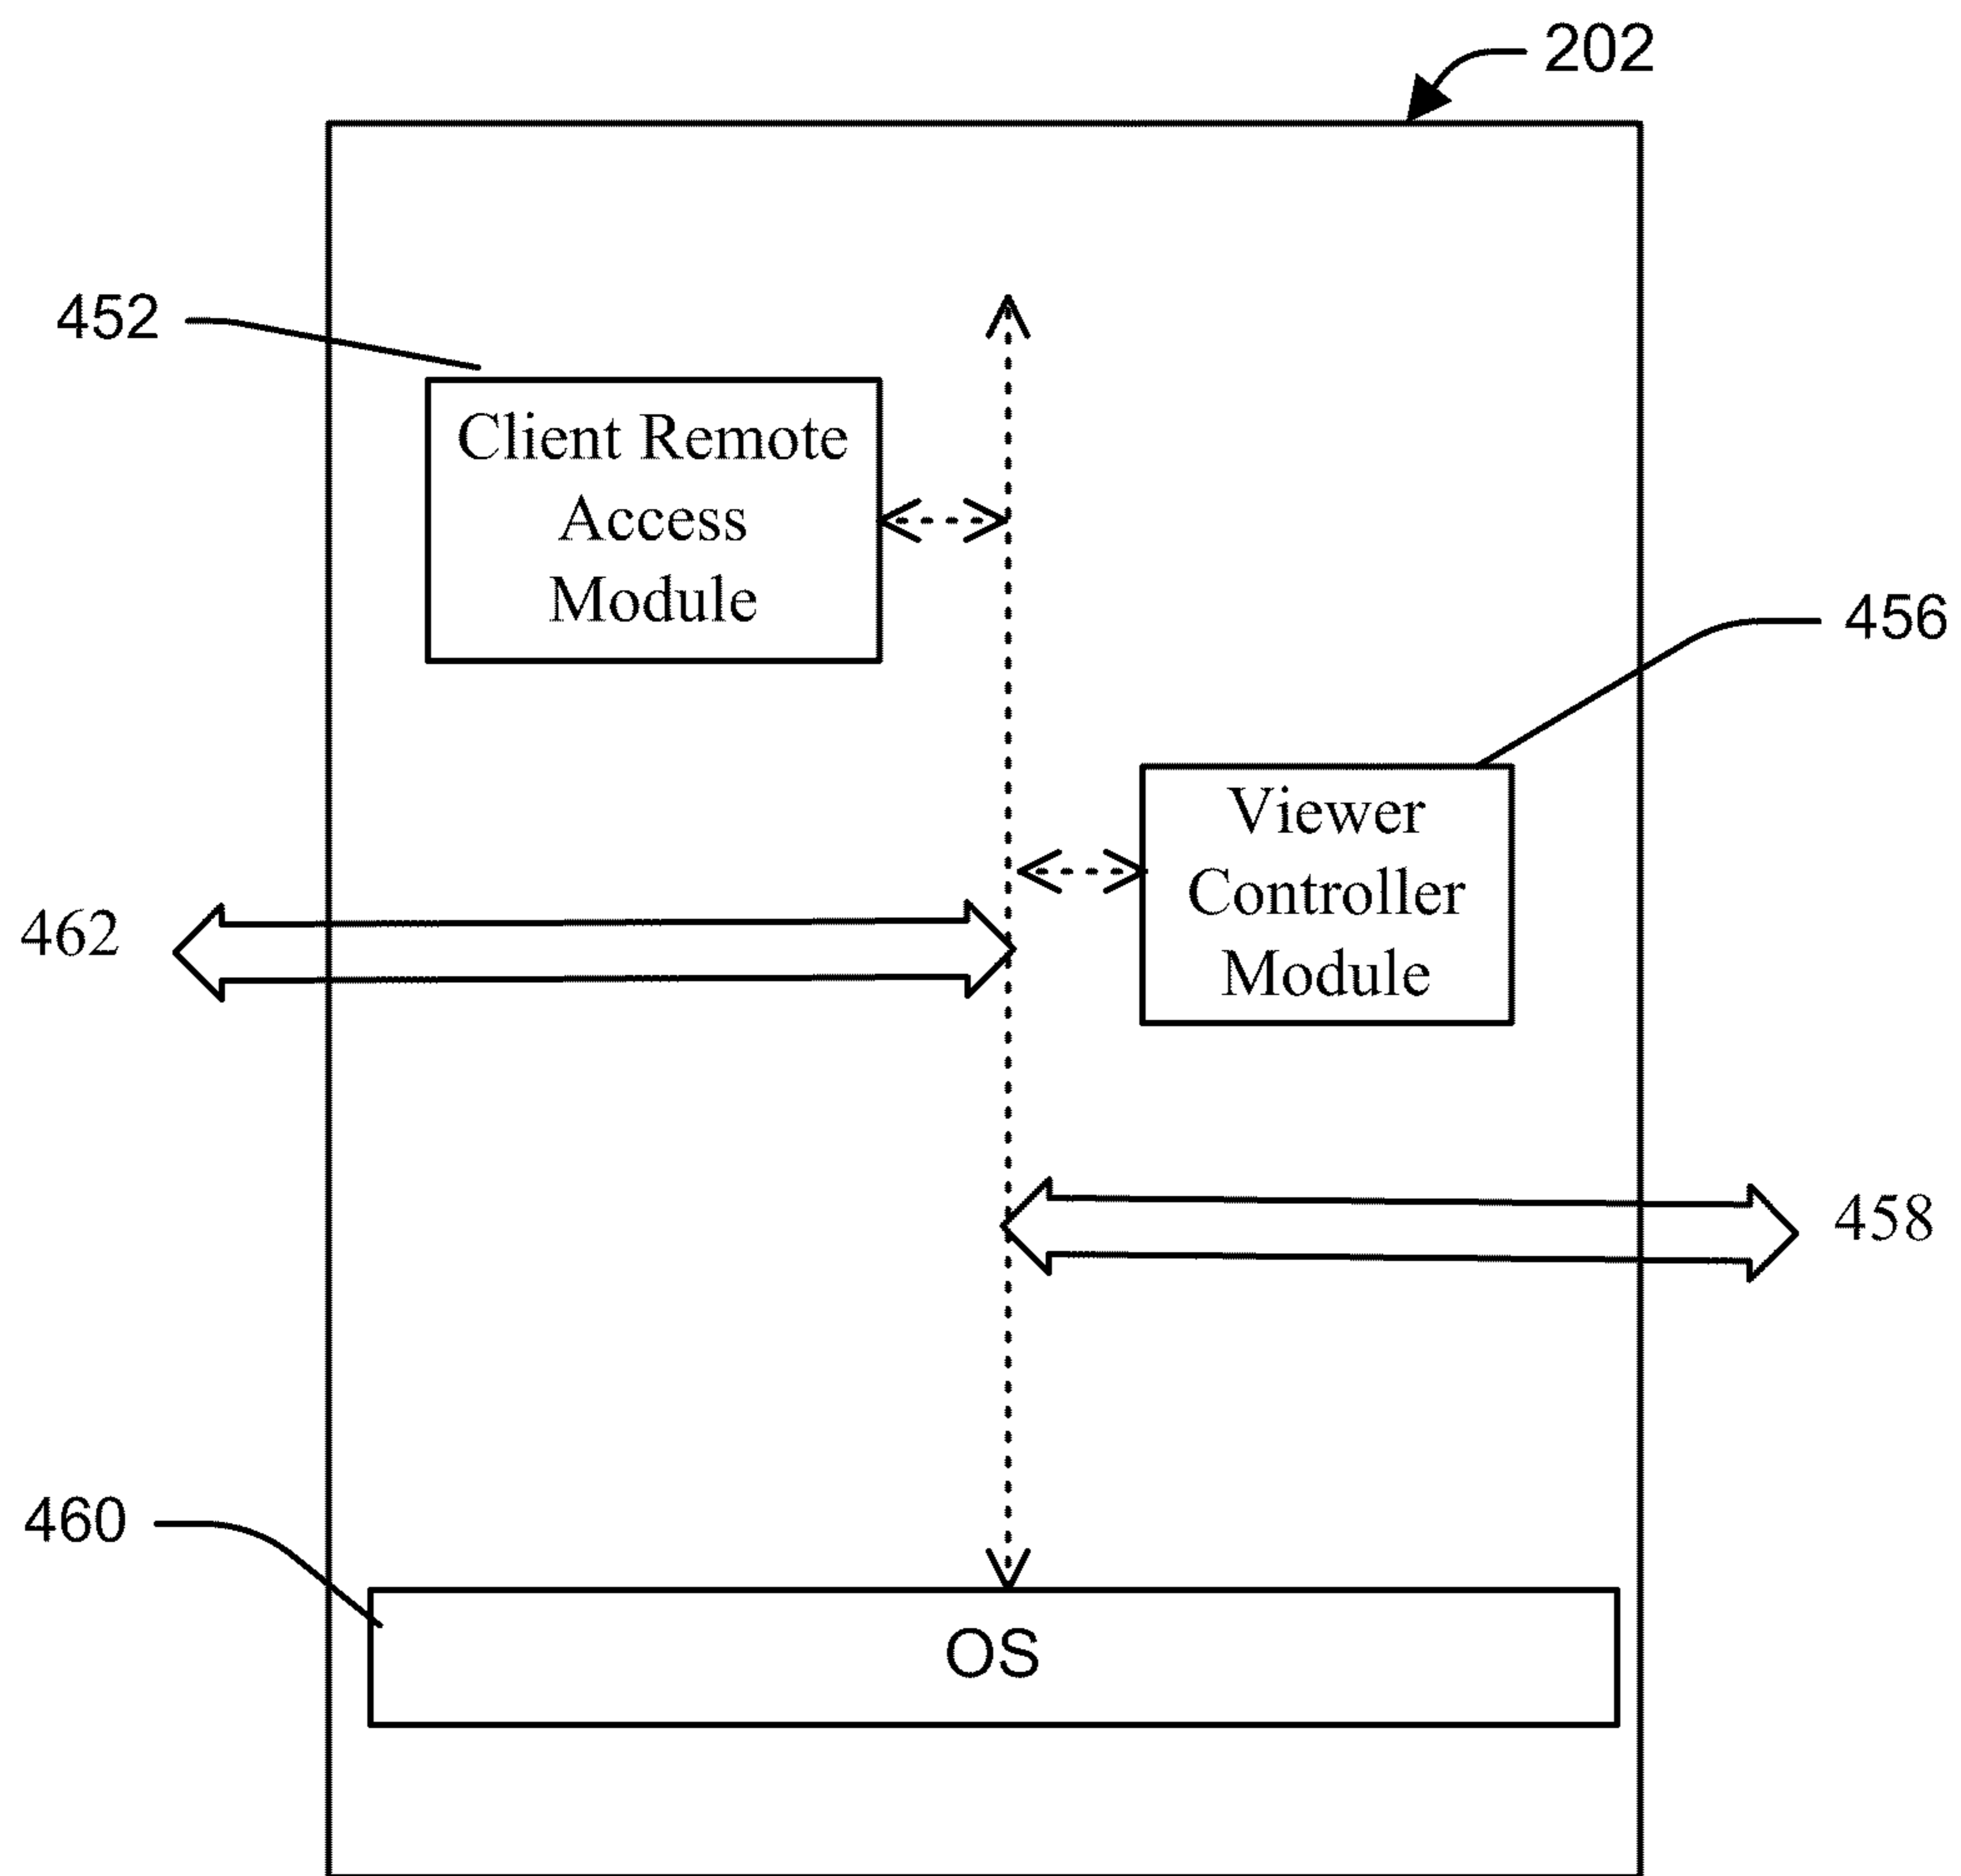 202
452
Client Remote
Access
Module
456
Viewer
Controller
Module
462
458
460
OS